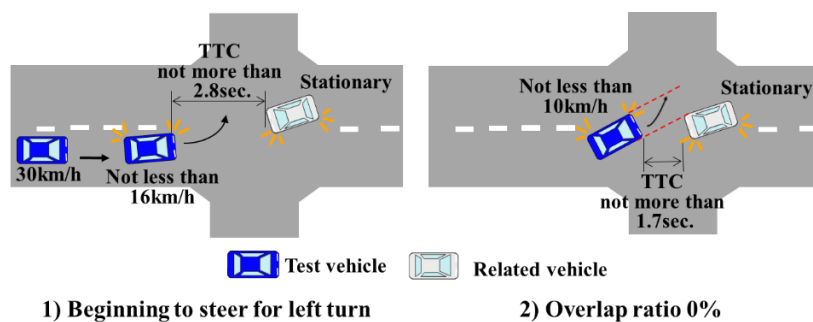 TTC
not more than
2.8sec.
Stationary
30km/h
Not less than
16km/h
Not less than
10km/h
Stationary
TTC
not more than
1.7sec.
Test vehicle
Related vehicle
1) Beginning to steer for left turn
2) Overlap ratio 0%